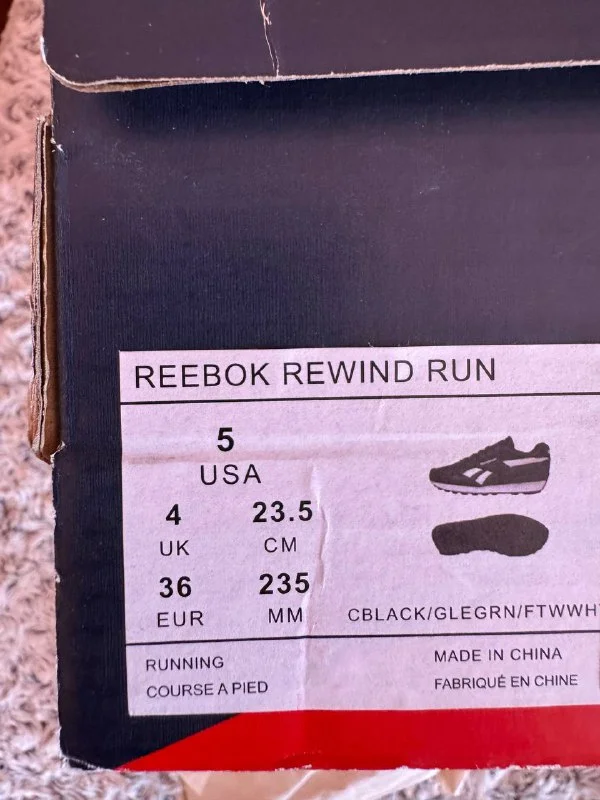 REEBOK REWIND RUN
5
USA
4 23.5
UK CM
36 235
EUR MM
CBLACK/GLEGRN/FTWWH
RUNNING
COURSE A PIED
MADE IN CHINA
FABRIQUÉ EN CHINE